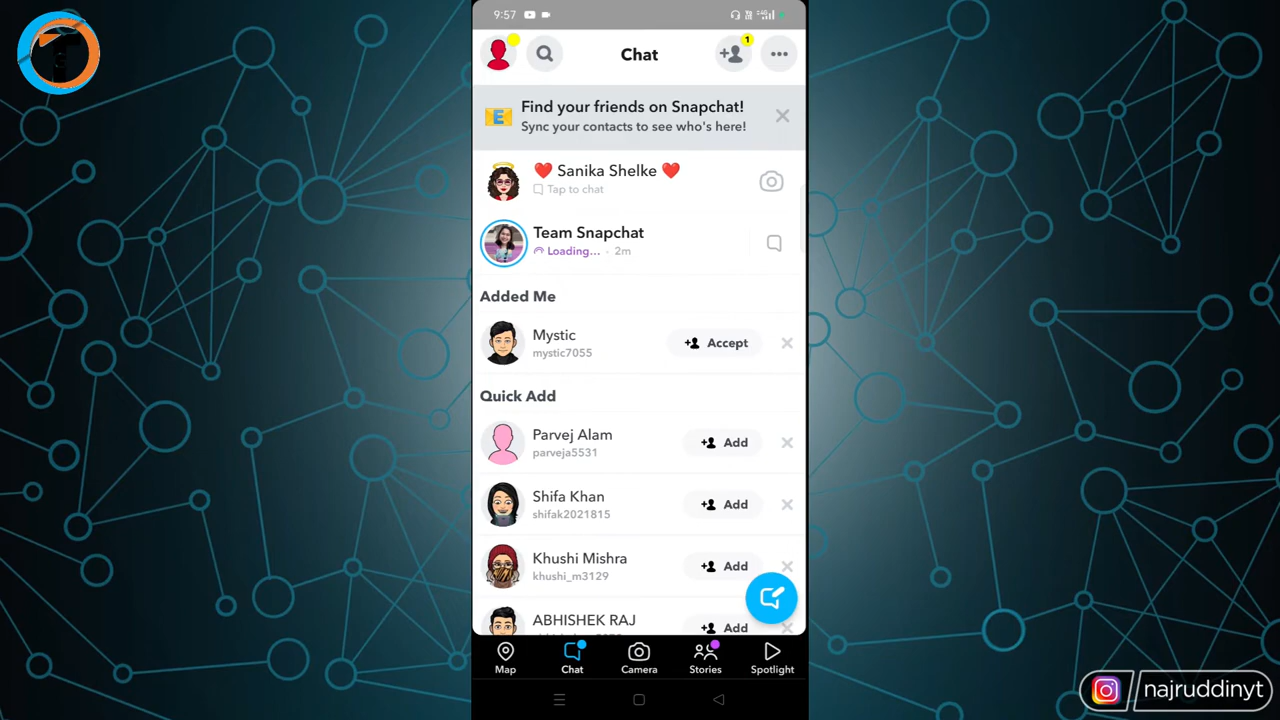 9:57
Chat
1
Find your friends on Snapchat!
Sync your contacts to see who's here!
❤️ Sanika Shelke ❤️
Tap to chat
Team Snapchat
Loading... · 2m
Added Me
Mystic
mystic7055
Accept
Quick Add
Parvej Alam
parveja5531
Add
Shifa Khan
shifak2021815
Add
Khushi Mishra
khushi_m3129
Add
ABHISHEK RAJ
Add
Map
Chat
Camera
Stories
Spotlight
najruddinyt